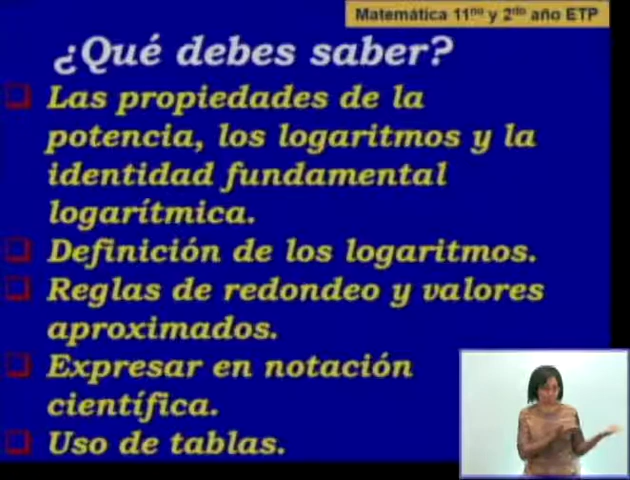 Matemática 11no y 2do año ETP
¿Qué debes saber?
Las propiedades de la
potencia, los logaritmos y la
identidad fundamental
logarítmica.
Definición de los logaritmos.
Reglas de redondeo y valores
aproximados.
Expresar en notación
científica.
Uso de tablas.